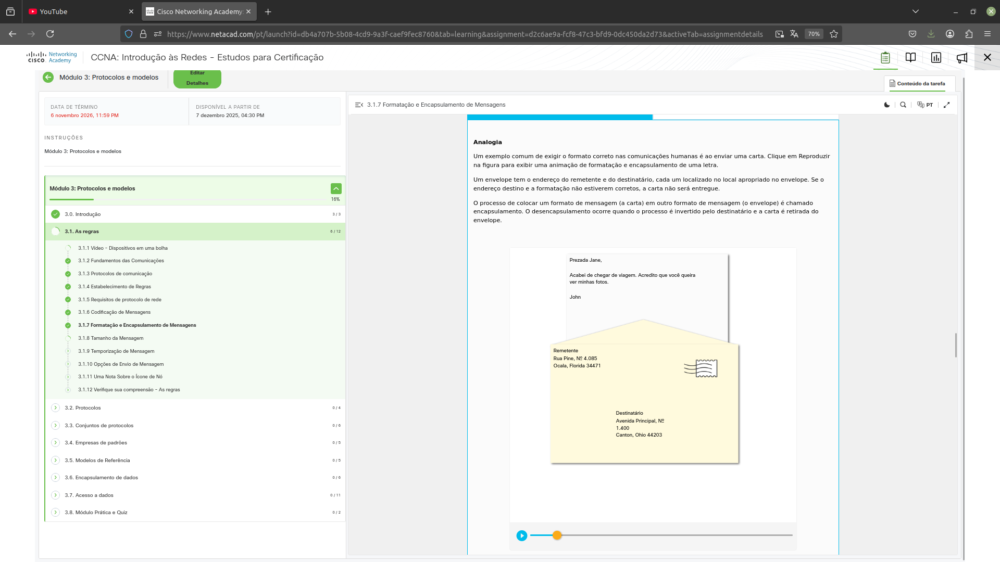 YouTube
Cisco Networking Academy:
https://www.netacad.com/pt/launch?id=db4a707b-5b08-4cd9-9a3f-caef9fec8760&tab=learning&assignment=d2c6ae9a-fcf8-47c3-bfd9-0dc450da2d73&activeTab=assignmentdetails
70%
CISCO Networking Academy
CCNA: Introdução às Redes - Estudos para Certificação
Módulo 3: Protocolos e modelos
Editar
Detalhes
Conteúdo da tarefa
DATA DE TÉRMINO
6 novembro 2026, 11:59 PM
DISPONÍVEL A PARTIR DE
7 dezembro 2025, 04:30 PM
INSTRUÇÕES
Módulo 3: Protocolos e modelos
Módulo 3: Protocolos e modelos
16%
3.0. Introdução 3 / 3
3.1. As regras 6 / 12
3.1.1 Vídeo - Dispositivos em uma bolha
3.1.2 Fundamentos das Comunicações
3.1.3 Protocolos de comunicação
3.1.4 Estabelecimento de Regras
3.1.5 Requisitos de protocolo de rede
3.1.6 Codificação de Mensagens
3.1.7 Formatação e Encapsulamento de Mensagens
3.1.8 Tamanho da Mensagem
3.1.9 Temporização de Mensagem
3.1.10 Opções de Envio de Mensagem
3.1.11 Uma Nota Sobre o Ícone de Nó
3.1.12 Verifique sua compreensão - As regras
3.2. Protocolos 0 / 4
3.3. Conjuntos de protocolos 0 / 6
3.4. Empresas de padrões 0 / 5
3.5. Modelos de Referência 0 / 5
3.6. Encapsulamento de dados 0 / 6
3.7. Acesso a dados 0 / 11
3.8. Módulo Prática e Quiz 0 / 2
3.1.7 Formatação e Encapsulamento de Mensagens
PT
Analogia
Um exemplo comum de exigir o formato correto nas comunicações humanas é ao enviar uma carta. Clique em Reproduzir
na figura para exibir uma animação de formatação e encapsulamento de uma letra.
Um envelope tem o endereço do remetente e do destinatário, cada um localizado no local apropriado no envelope. Se o
endereço destino e a formatação não estiverem corretos, a carta não será entregue.
O processo de colocar um formato de mensagem (a carta) em outro formato de mensagem (o envelope) é chamado
encapsulamento. O desencapsulamento ocorre quando o processo é invertido pelo destinatário e a carta é retirada do
envelope.
Prezada Jane,
Acabei de chegar de viagem. Acredito que você queira
ver minhas fotos.
John
Remetente
Rua Pine, Nº 4.085
Ocala, Florida 34471
Destinatário
Avenida Principal, Nº
1.400
Canton, Ohio 44203